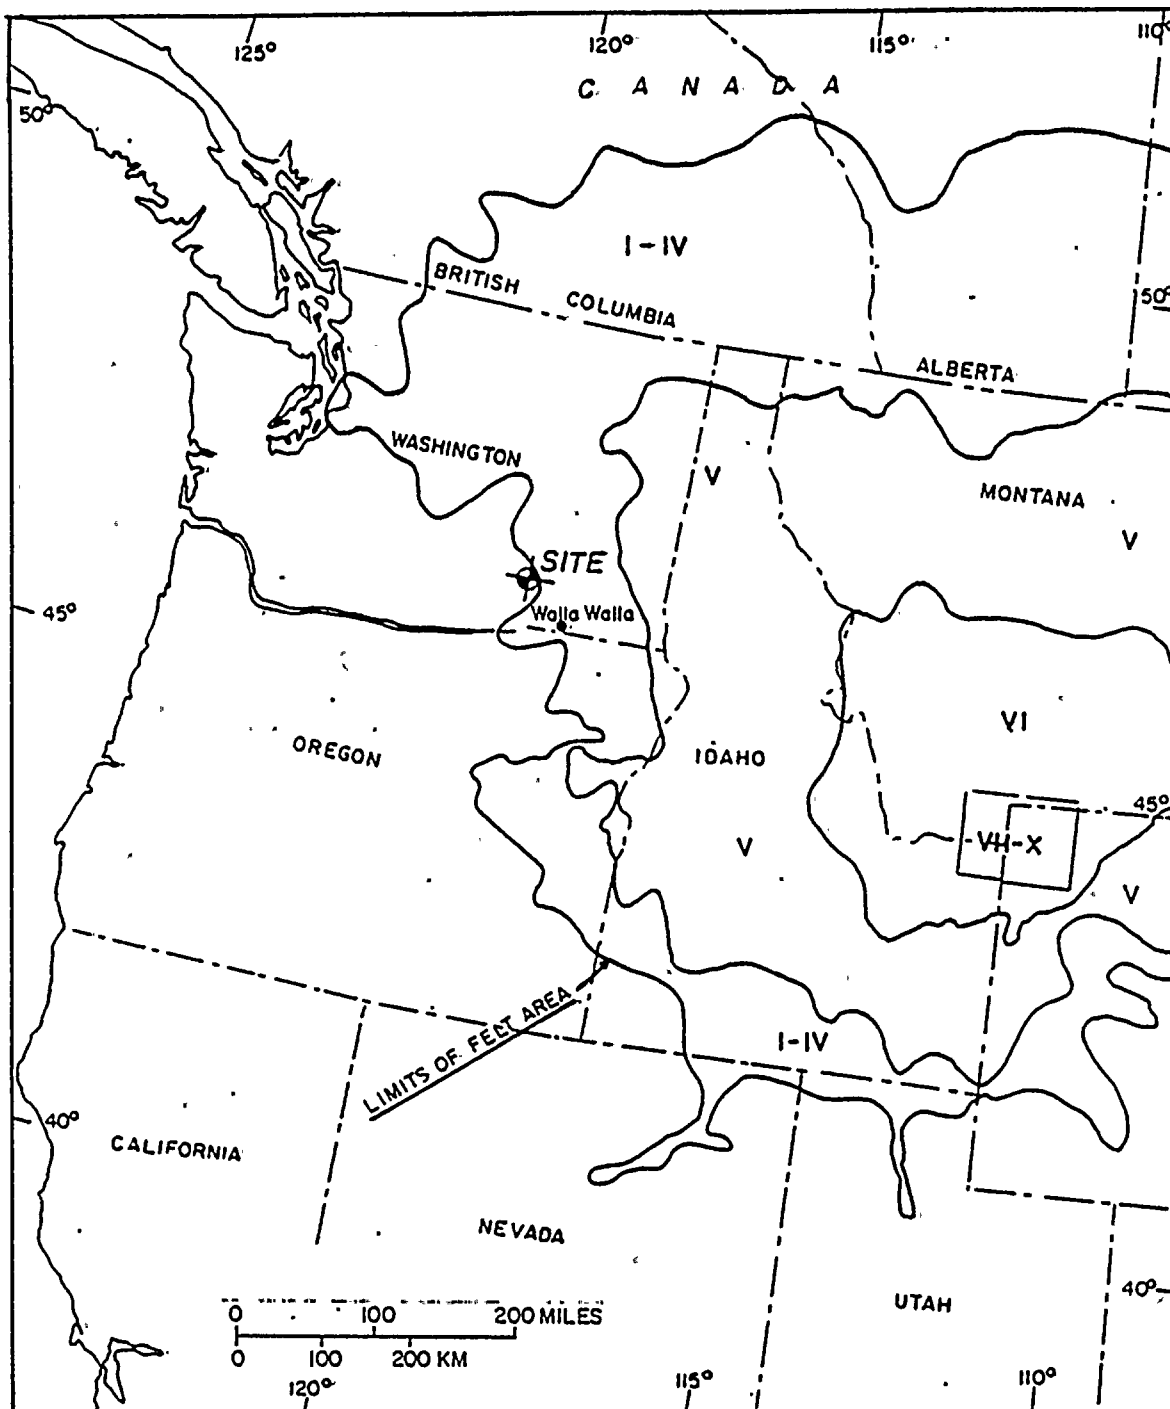 125°
120°
115°
110°
C A N A D A
50°
I-IV
BRITISH COLUMBIA
50°
ALBERTA
WASHINGTON
V
MONTANA
V
SITE
45°
Walla Walla
VI
OREGON
IDAHO
45°
VII-X
V
V
LIMITS OF FELT AREA
I-IV
40°
CALIFORNIA
NEVADA
40°
UTAH
0 100 200 MILES
0 100 200 KM
120°
115°
110°